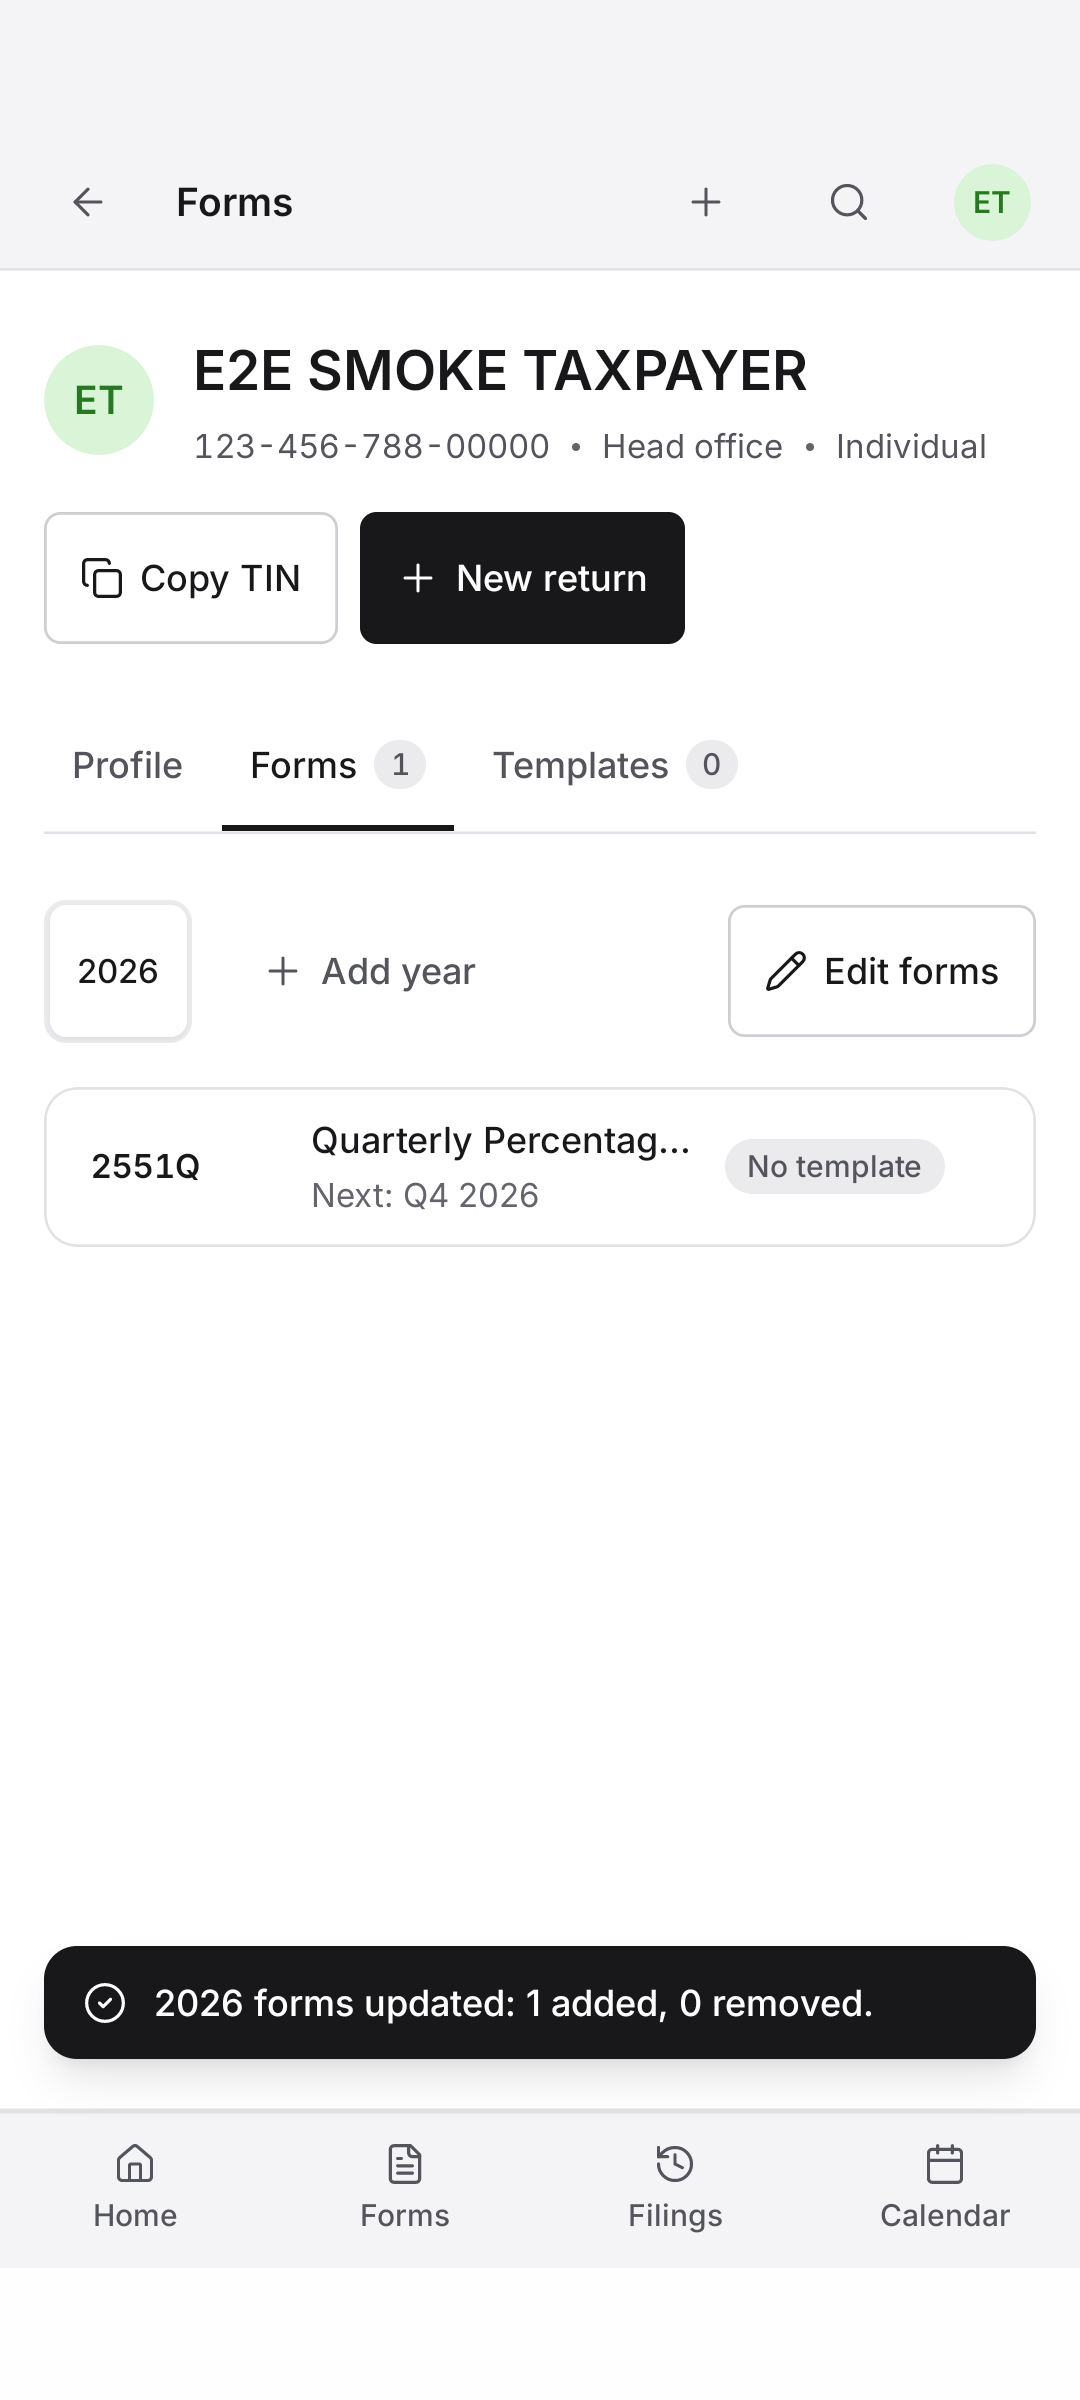 Forms
ET
ET
E2E SMOKE TAXPAYER
123-456-788-00000 • Head office • Individual
Copy TIN
New return
Profile
Forms 1
Templates 0
2026
Add year
Edit forms
2551Q
Quarterly Percentag...
Next: Q4 2026
No template
2026 forms updated: 1 added, 0 removed.
Home
Forms
Filings
Calendar